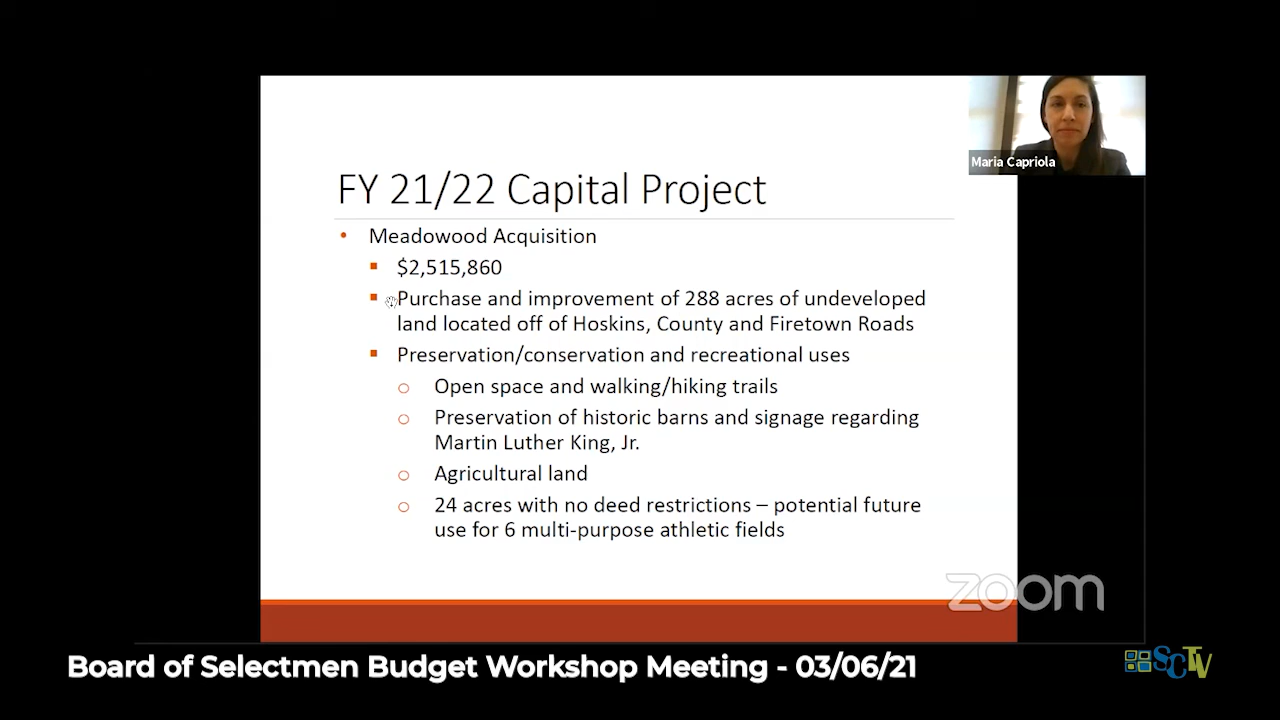 Maria Capriola
FY 21/22 Capital Project
• Meadowood Acquisition
▪ $2,515,860
▪ Purchase and improvement of 288 acres of undeveloped
land located off of Hoskins, County and Firetown Roads
▪ Preservation/conservation and recreational uses
o Open space and walking/hiking trails
o Preservation of historic barns and signage regarding
Martin Luther King, Jr.
o Agricultural land
o 24 acres with no deed restrictions – potential future
use for 6 multi-purpose athletic fields
zoom
Board of Selectmen Budget Workshop Meeting - 03/06/21
SCTV